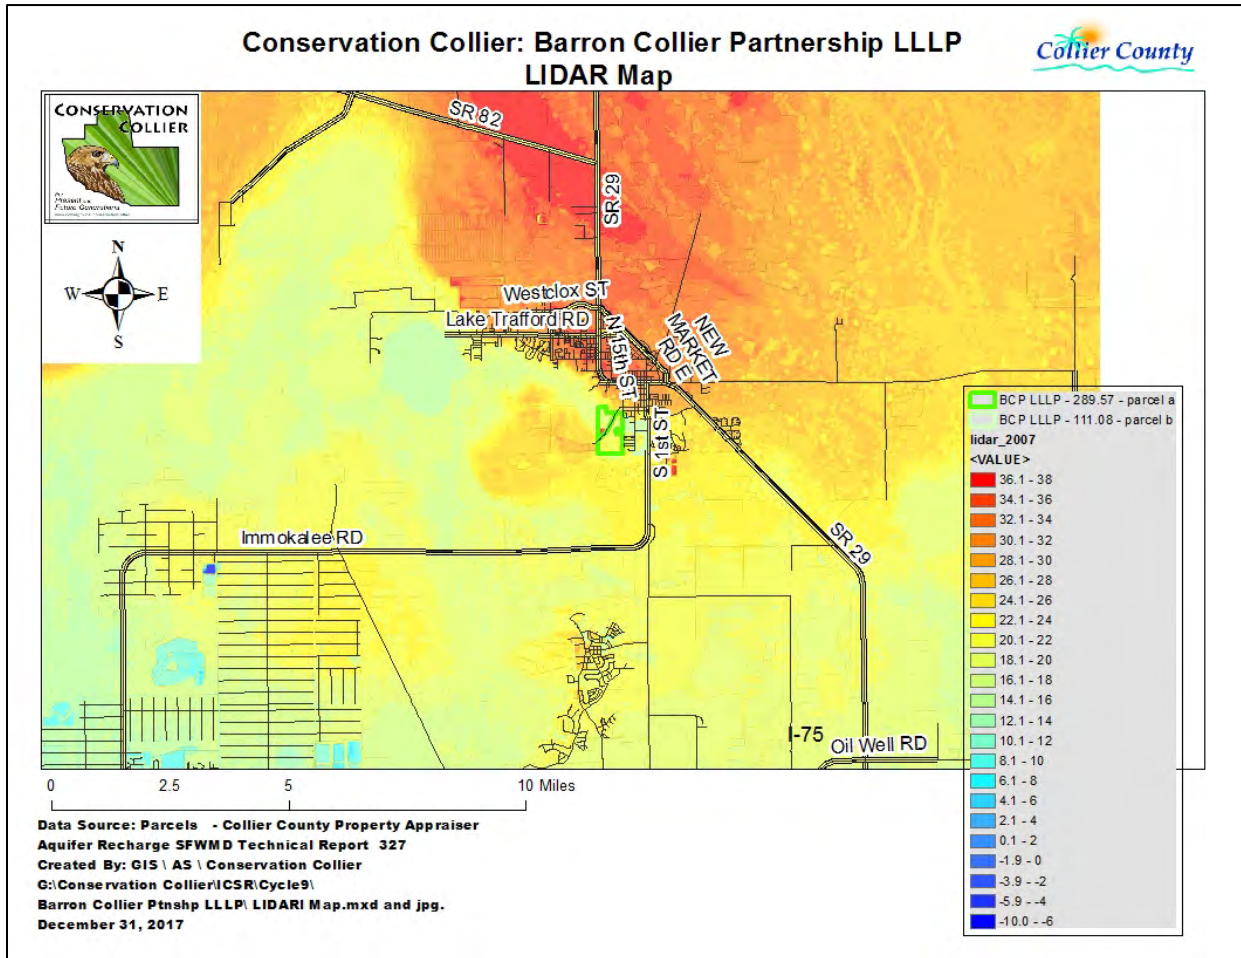 Conservation Collier: Barron Collier Partnership LLLP
LIDAR Map
Collier County
CONSERVATION
COLLIER
For
Present and
Future Generations
N
W
E
S
SR 82
SR 29
Westclox ST
Lake Trafford RD
N 15th ST
NEW
MARKET
RD E
S 1st ST
Immokalee RD
SR 29
I-75
Oil Well RD
BCP LLLP - 289.57 - parcel a
BCP LLLP - 111.08 - parcel b
lidar_2007
<VALUE>
36.1 - 38
34.1 - 36
32.1 - 34
30.1 - 32
28.1 - 30
26.1 - 28
24.1 - 26
22.1 - 24
20.1 - 22
18.1 - 20
16.1 - 18
14.1 - 16
12.1 - 14
10.1 - 12
8.1 - 10
6.1 - 8
4.1 - 6
2.1 - 4
0.1 - 2
-1.9 - 0
-3.9 - -2
-5.9 - -4
-10.0 - -6
0 2.5 5 10 Miles
Data Source: Parcels - Collier County Property Appraiser
Aquifer Recharge SFWMD Technical Report 327
Created By: GIS \ AS \ Conservation Collier
G:\Conservation Collier\ICSR\Cycle9\
Barron Collier Ptnshp LLLP\ LIDARI Map.mxd and jpg.
December 31, 2017